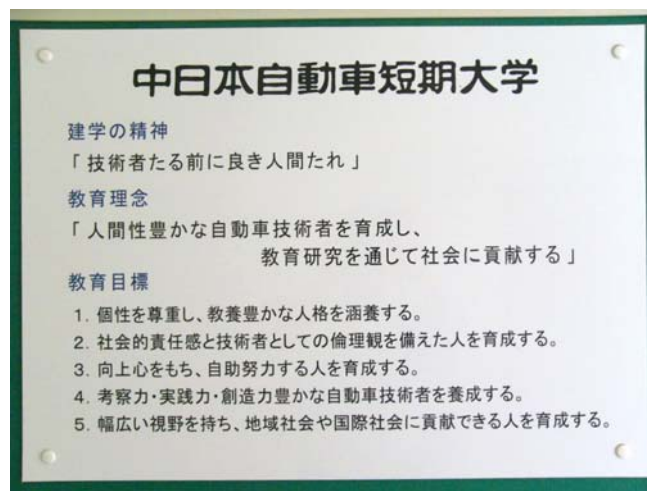 中日本自動車短期大学
建学の精神
「 技術者たる前に良き人間たれ 」
教育理念
「 人間性豊かな自動車技術者を育成し、
教育研究を通じて社会に貢献する 」
教育目標
1. 個性を尊重し、教養豊かな人格を涵養する。
2. 社会的責任感と技術者としての倫理観を備えた人を育成する。
3. 向上心をもち、自助努力する人を育成する。
4. 考察力・実践力・創造力豊かな自動車技術者を養成する。
5. 幅広い視野を持ち、地域社会や国際社会に貢献できる人を育成する。